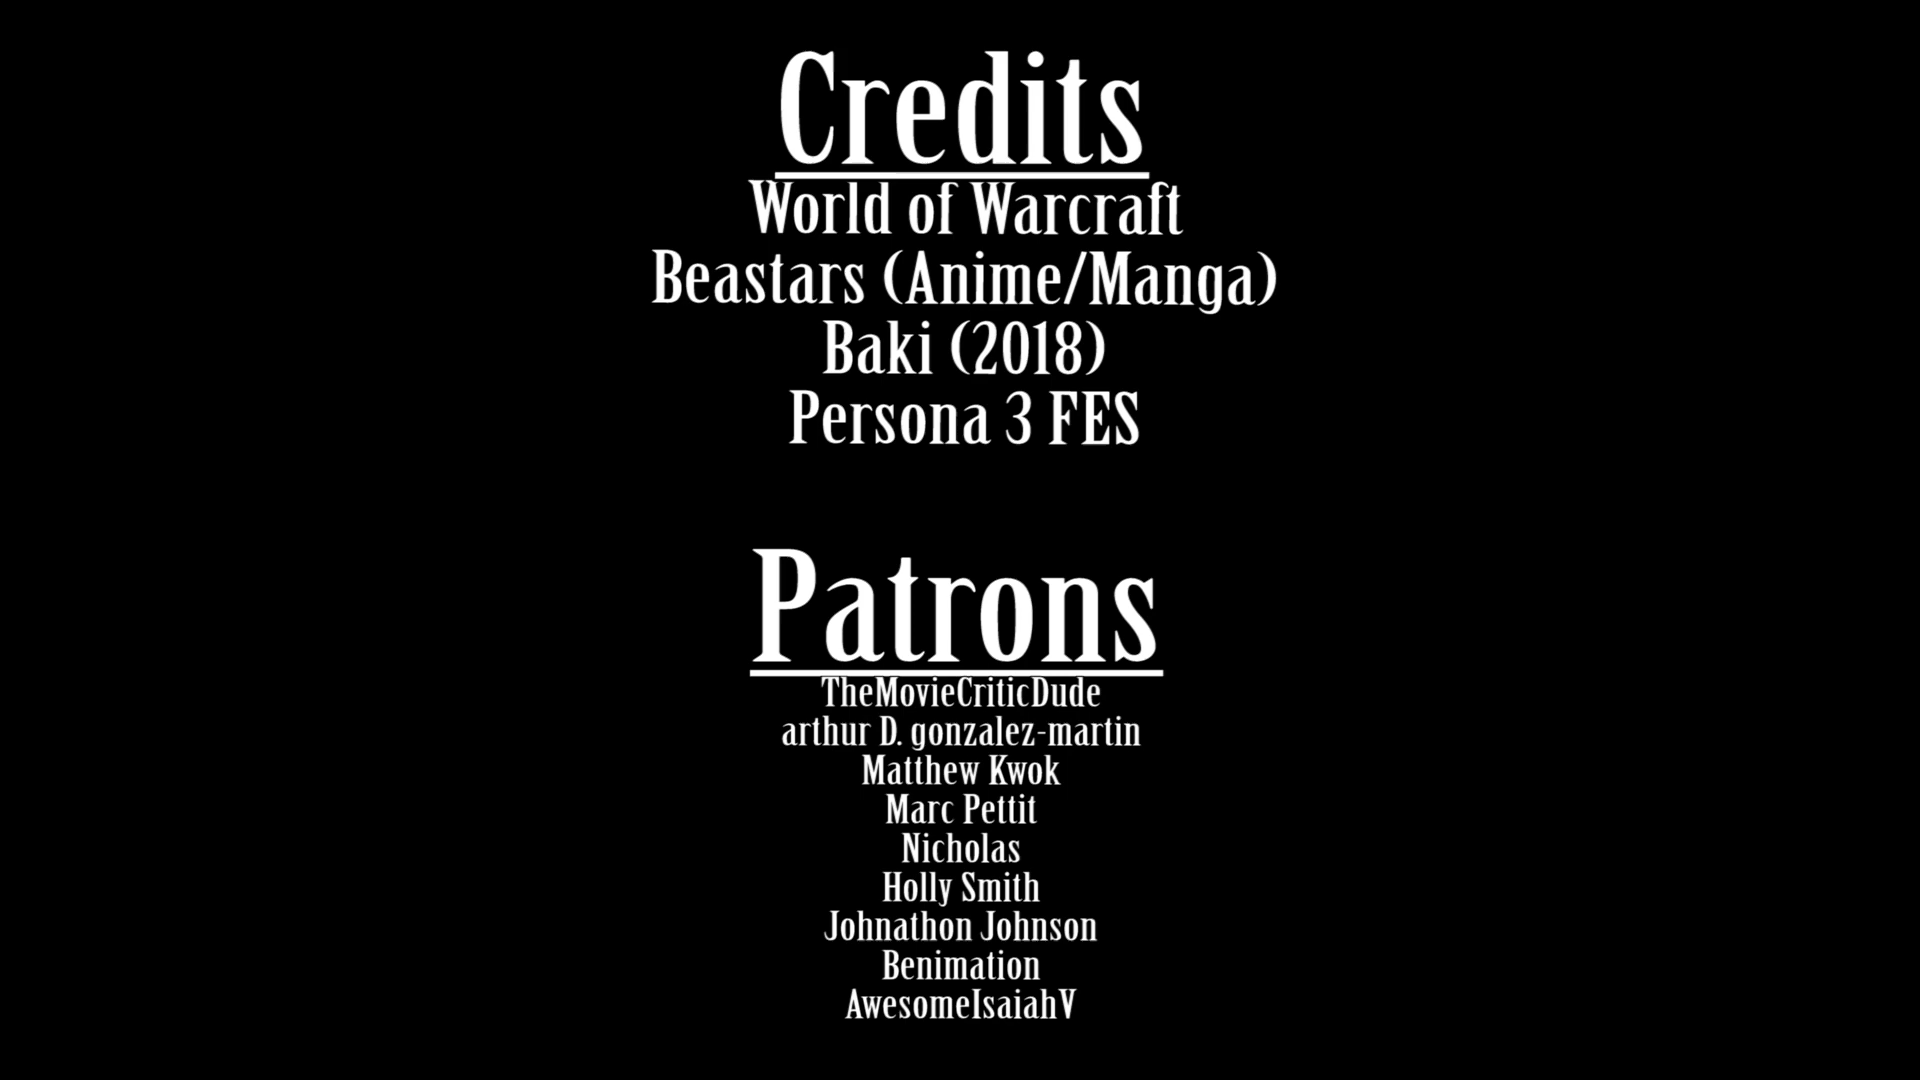 Credits
World of Warcraft
Beastars (Anime/Manga)
Baki (2018)
Persona 3 FES
Patrons
TheMovieCriticDude
arthur D. gonzalez-martin
Matthew Kwok
Marc Pettit
Nicholas
Holly Smith
Johnathon Johnson
Benimation
AwesomeIsaiahV